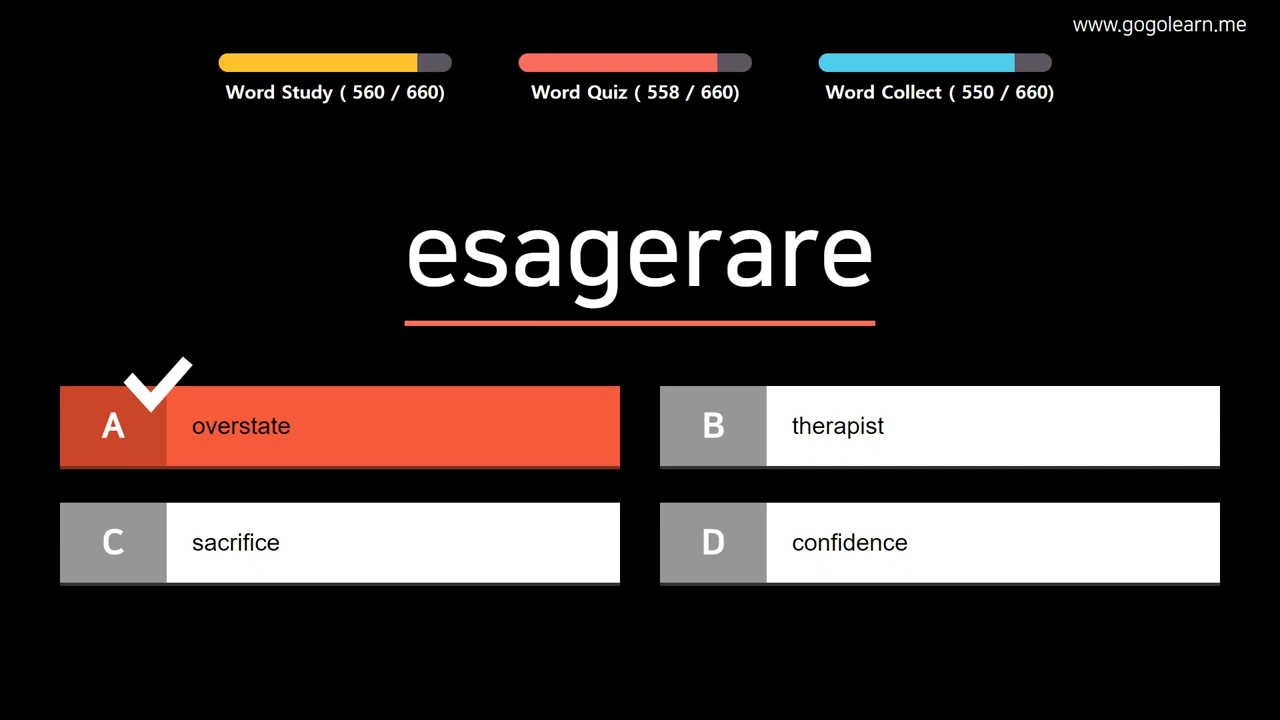 www.gogolearn.me
Word Study ( 560 / 660)
Word Quiz ( 558 / 660)
Word Collect ( 550 / 660)
esagerare
A overstate
B therapist
C sacrifice
D confidence